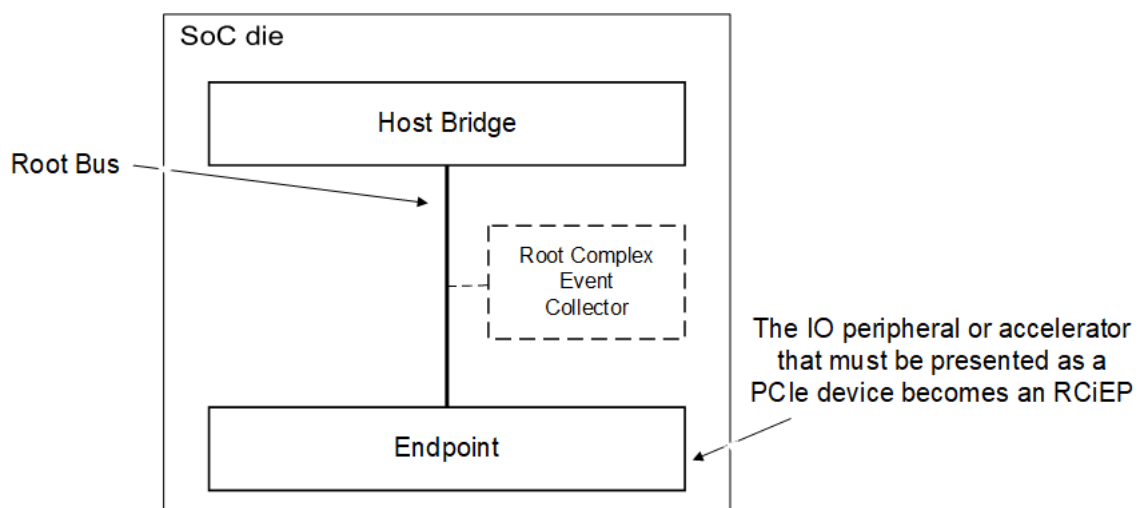 SoC die
Host Bridge
Root Bus
Root Complex
Event
Collector
The IO peripheral or accelerator
that must be presented as a
PCIe device becomes an RCiEP
Endpoint